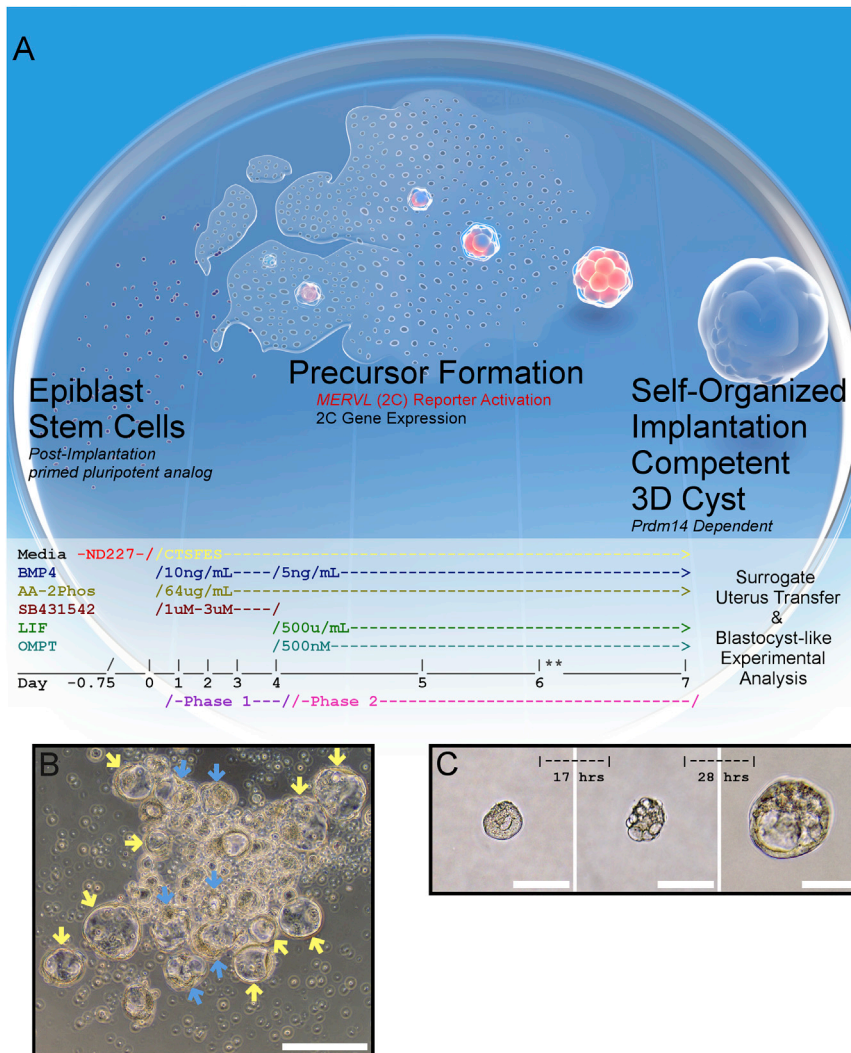 A
Epiblast
Stem Cells
Post-Implantation
primed pluripotent analog
Precursor Formation
MERVL (2C) Reporter Activation
2C Gene Expression
Self-Organized
Implantation
Competent
3D Cyst
Prdm14 Dependent
Media -ND227-/ /CTSFES--------------------------------->
BMP4 /10ng/mL----/5ng/mL------------------------->
AA-2Phos /64ug/mL-------------------------------->
SB431542 /1uM-3uM----/
LIF /500u/mL------------------------>
OMPT /500nM-------------------------->
Day -0.75 0 1 2 3 4 5 6 ** 7
/-Phase 1---/ /-Phase 2----------------------/
Surrogate
Uterus Transfer
&
Blastocyst-like
Experimental
Analysis
B
C
|-------|
17 hrs
|-------|
28 hrs